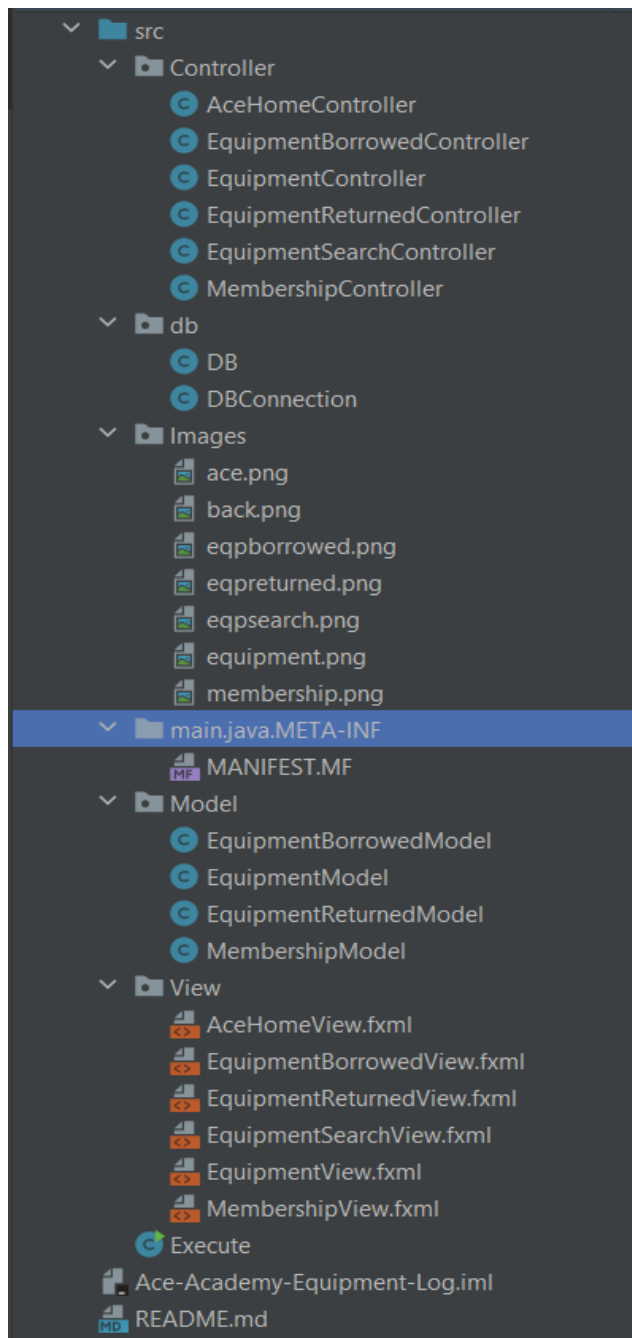 src
Controller
AceHomeController
EquipmentBorrowedController
EquipmentController
EquipmentReturnedController
EquipmentSearchController
MembershipController
db
DB
DBConnection
Images
ace.png
back.png
eqpborrowed.png
eqpreturned.png
eqpsearch.png
equipment.png
membership.png
main.java.META-INF
MANIFEST.MF
Model
EquipmentBorrowedModel
EquipmentModel
EquipmentReturnedModel
MembershipModel
View
AceHomeView.fxml
EquipmentBorrowedView.fxml
EquipmentReturnedView.fxml
EquipmentSearchView.fxml
EquipmentView.fxml
MembershipView.fxml
Execute
Ace-Academy-Equipment-Log.iml
README.md